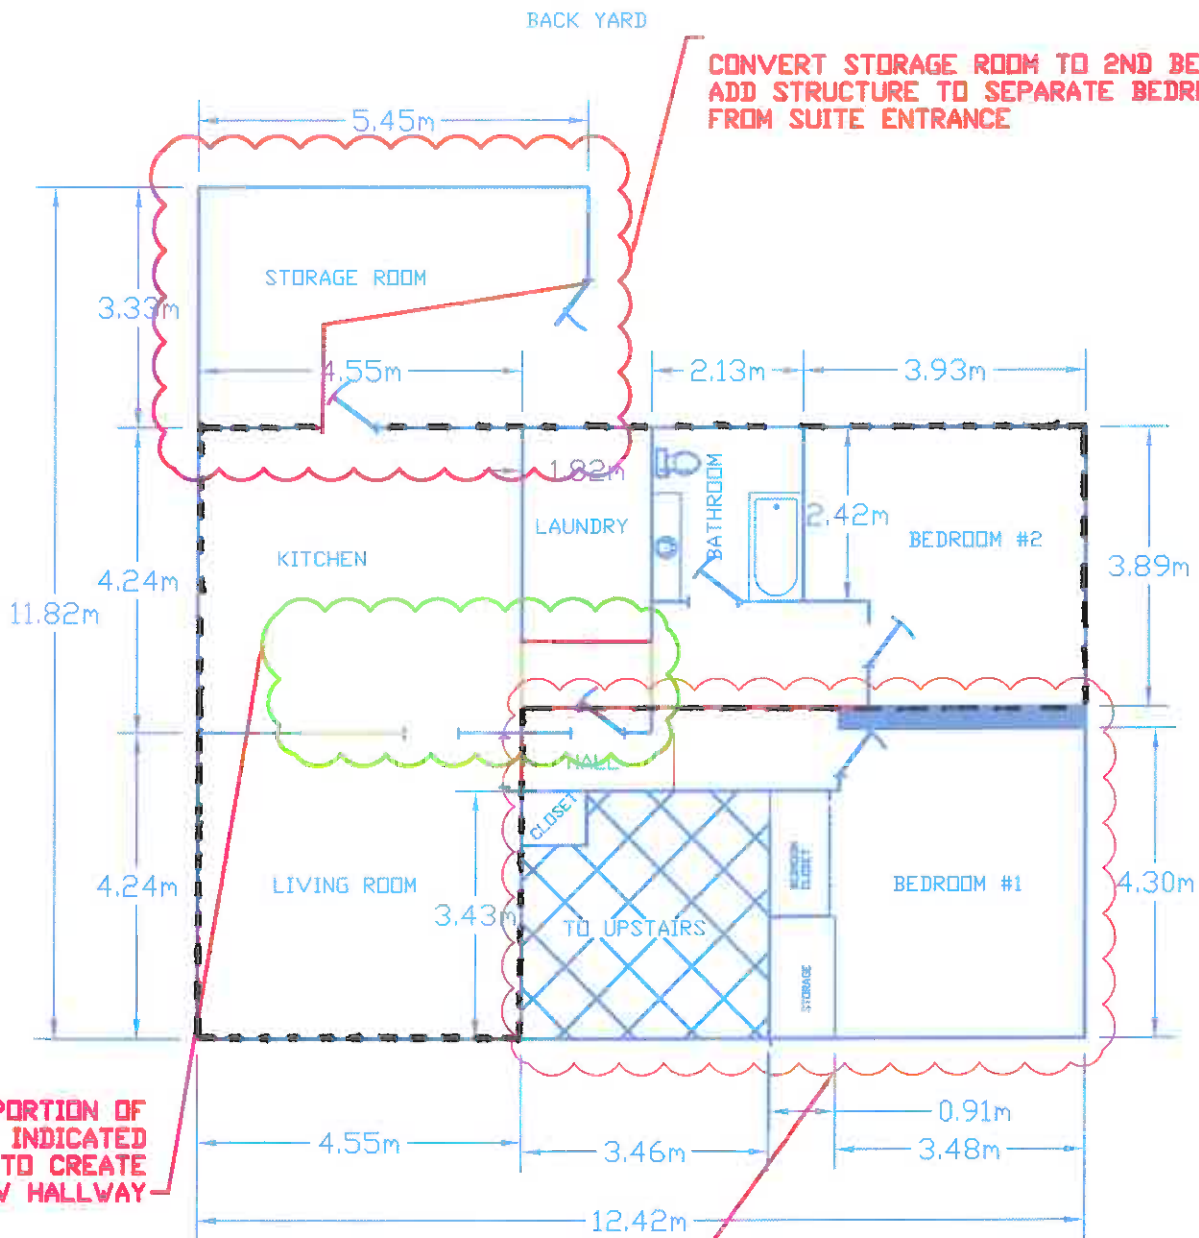 BACK YARD
CONVERT STORAGE ROOM TO 2ND BE
ADD STRUCTURE TO SEPARATE BEDR
FROM SUITE ENTRANCE
5.45m
STORAGE ROOM
3.33m
4.55m
2.13m
3.93m
1.82m
LAUNDRY
BATHROOM
2.42m
BEDROOM #2
KITCHEN
4.24m
3.89m
11.82m
HALL
CLOSET
4.24m
LIVING ROOM
3.43m
TO UPSTAIRS
BEDROOM
CLOSET
BEDROOM #1
4.30m
STORAGE
PORTION OF
INDICATED
TO CREATE
W HALLWAY
4.55m
3.46m
0.91m
3.48m
12.42m